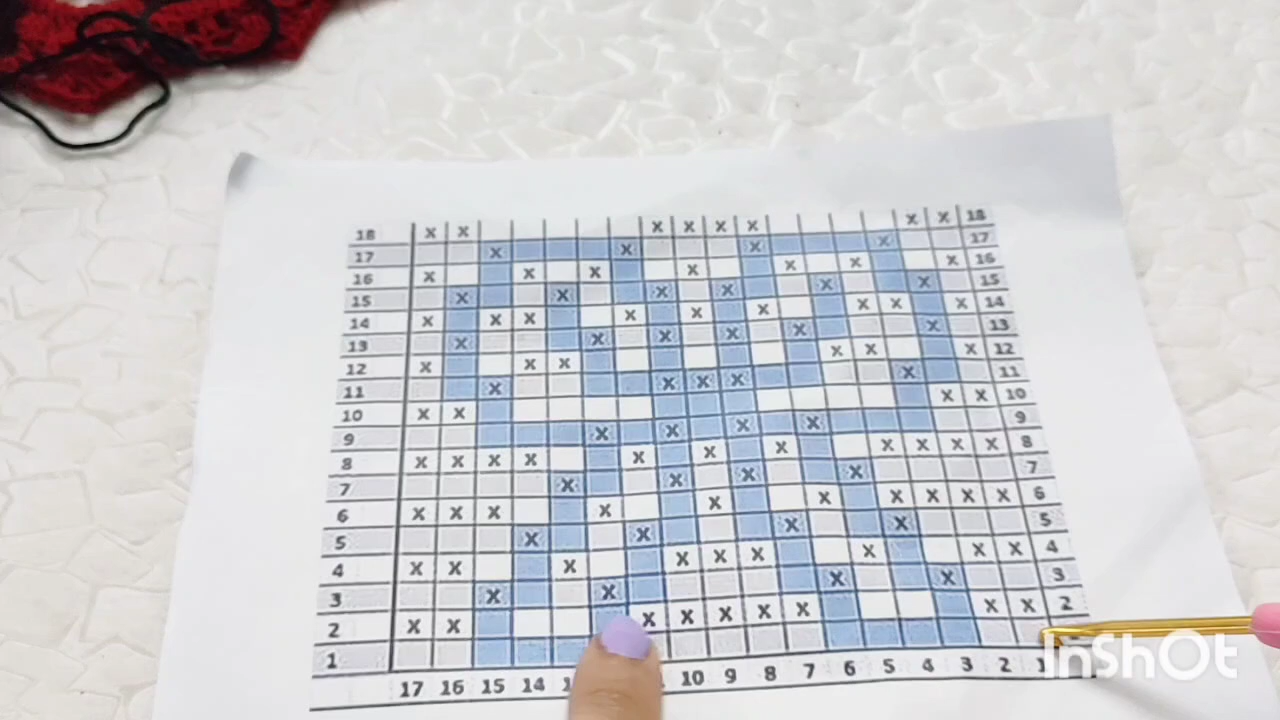 18 X X X X X X X X 18
17 X X X X 17
16 X X X X X X X 16
15 X X X X X X 15
14 X X X X X X X X X 14
13 X X X X X X 13
12 X X X X X X 12
11 X X X X X 11
10 X X X X 10
9 X X X X 9
8 X X X X X X X X X X X 8
7 X X X X 7
6 X X X X X X X X X X 6
5 X X X X 5
4 X X X X X X X X X 4
3 X X X X 3
2 X X X X X X X X X 2
1
17 16 15 14 10 9 8 7 6 5 4 3 2 1
InShOt